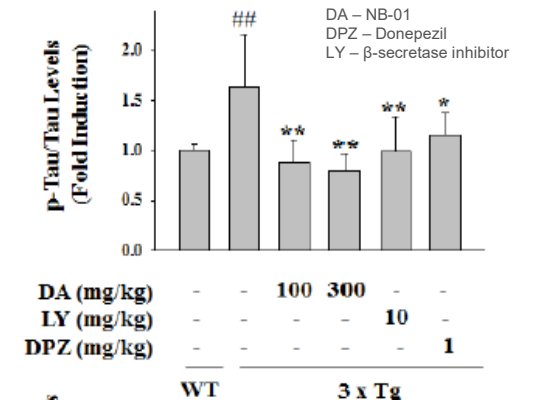 DA – NB-01
DPZ – Donepezil
LY – β-secretase inhibitor
p-Tau/Tau Levels
(Fold Induction)
2.0
1.5
1.0
0.5
0.0
##
**
**
**
*
DA (mg/kg) - - 100 300 - -
LY (mg/kg) - - - - 10 -
DPZ (mg/kg) - - - - - 1
WT 3 x Tg